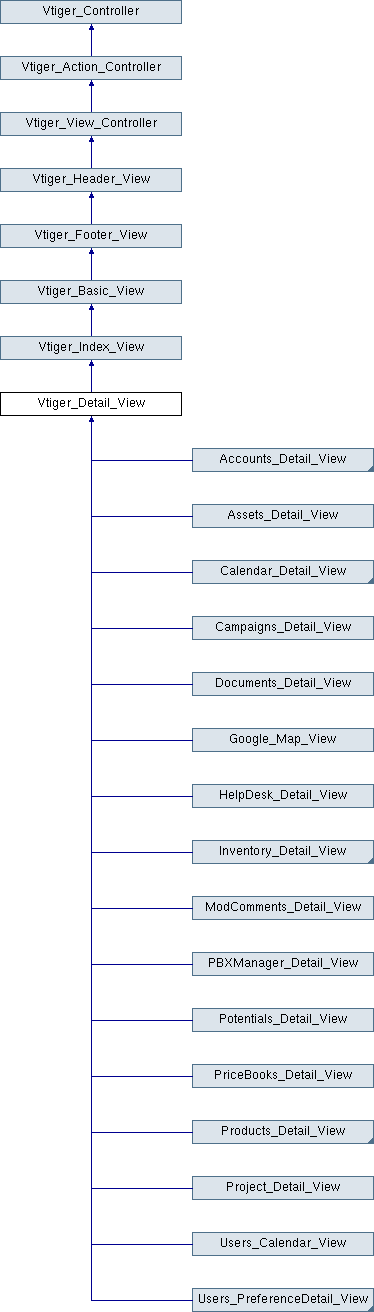 Vtiger_Controller
Vtiger_Action_Controller
Vtiger_View_Controller
Vtiger_Header_View
Vtiger_Footer_View
Vtiger_Basic_View
Vtiger_Index_View
Vtiger_Detail_View
Accounts_Detail_View
Assets_Detail_View
Calendar_Detail_View
Campaigns_Detail_View
Documents_Detail_View
Google_Map_View
HelpDesk_Detail_View
Inventory_Detail_View
ModComments_Detail_View
PBXManager_Detail_View
Potentials_Detail_View
PriceBooks_Detail_View
Products_Detail_View
Project_Detail_View
Users_Calendar_View
Users_PreferenceDetail_View